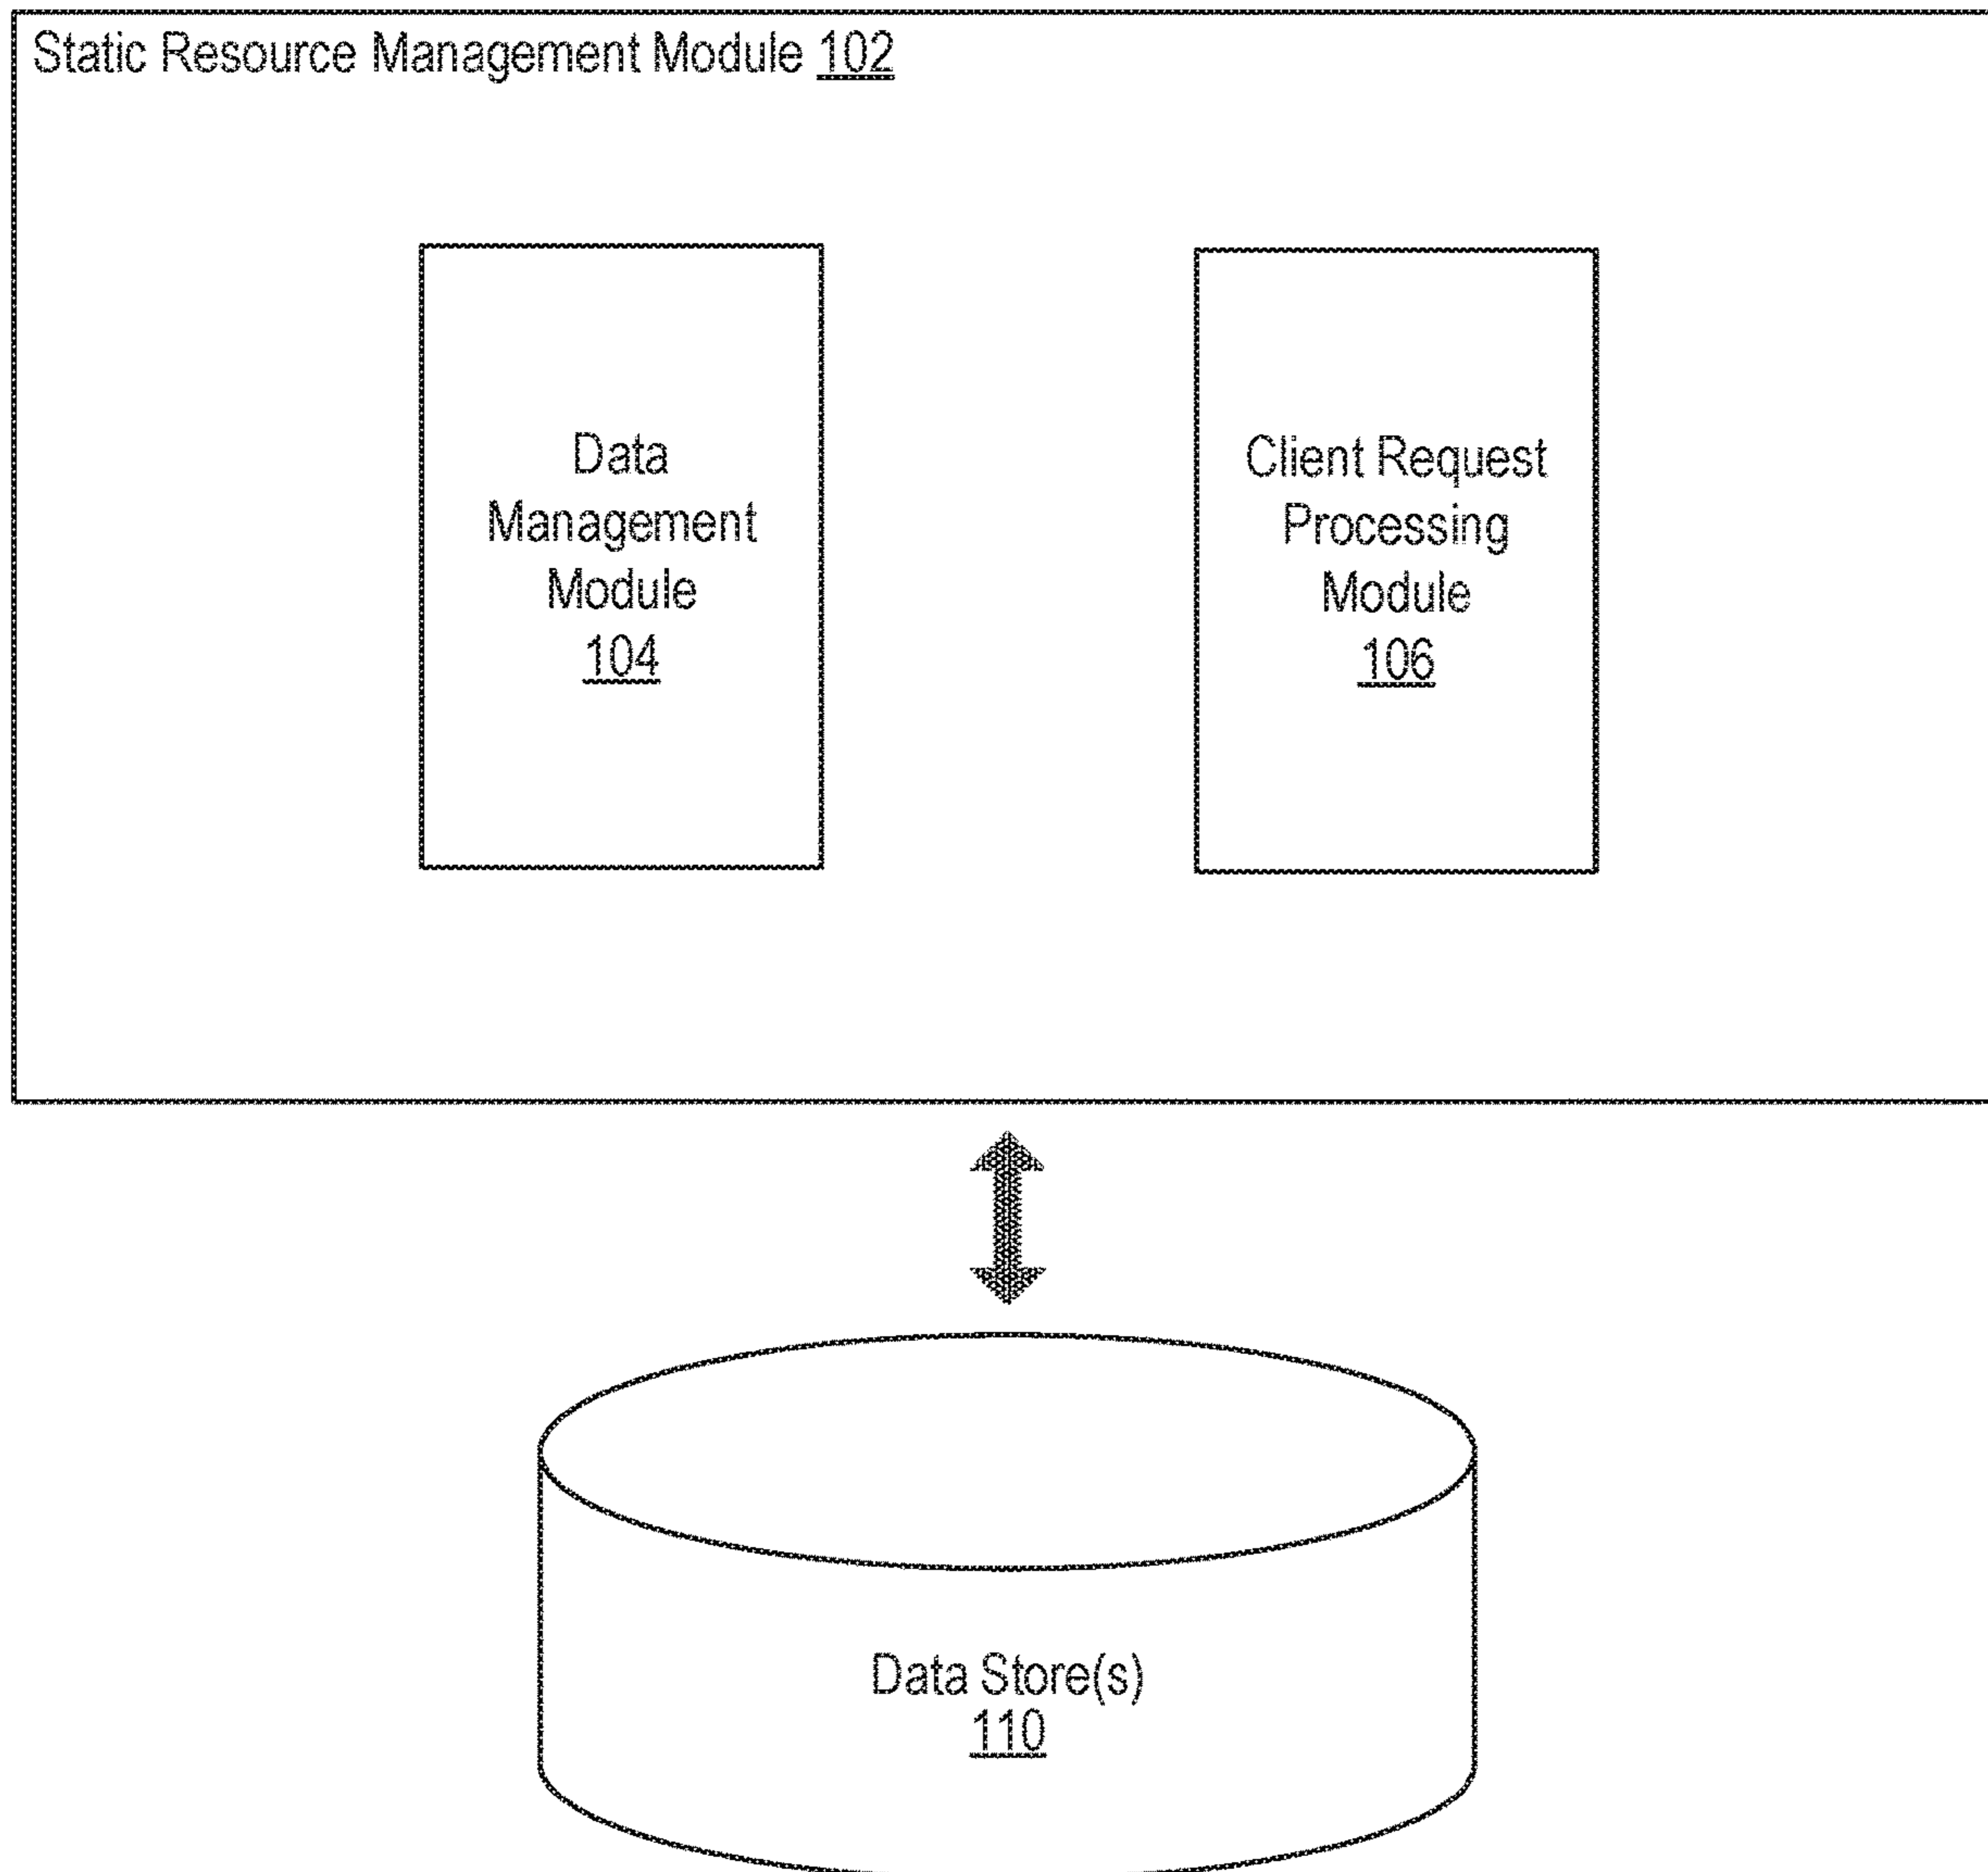 Static Resource Management Module 102
Data
Management
Module
104
Client Request
Processing
Module
106
Data Store(s)
110